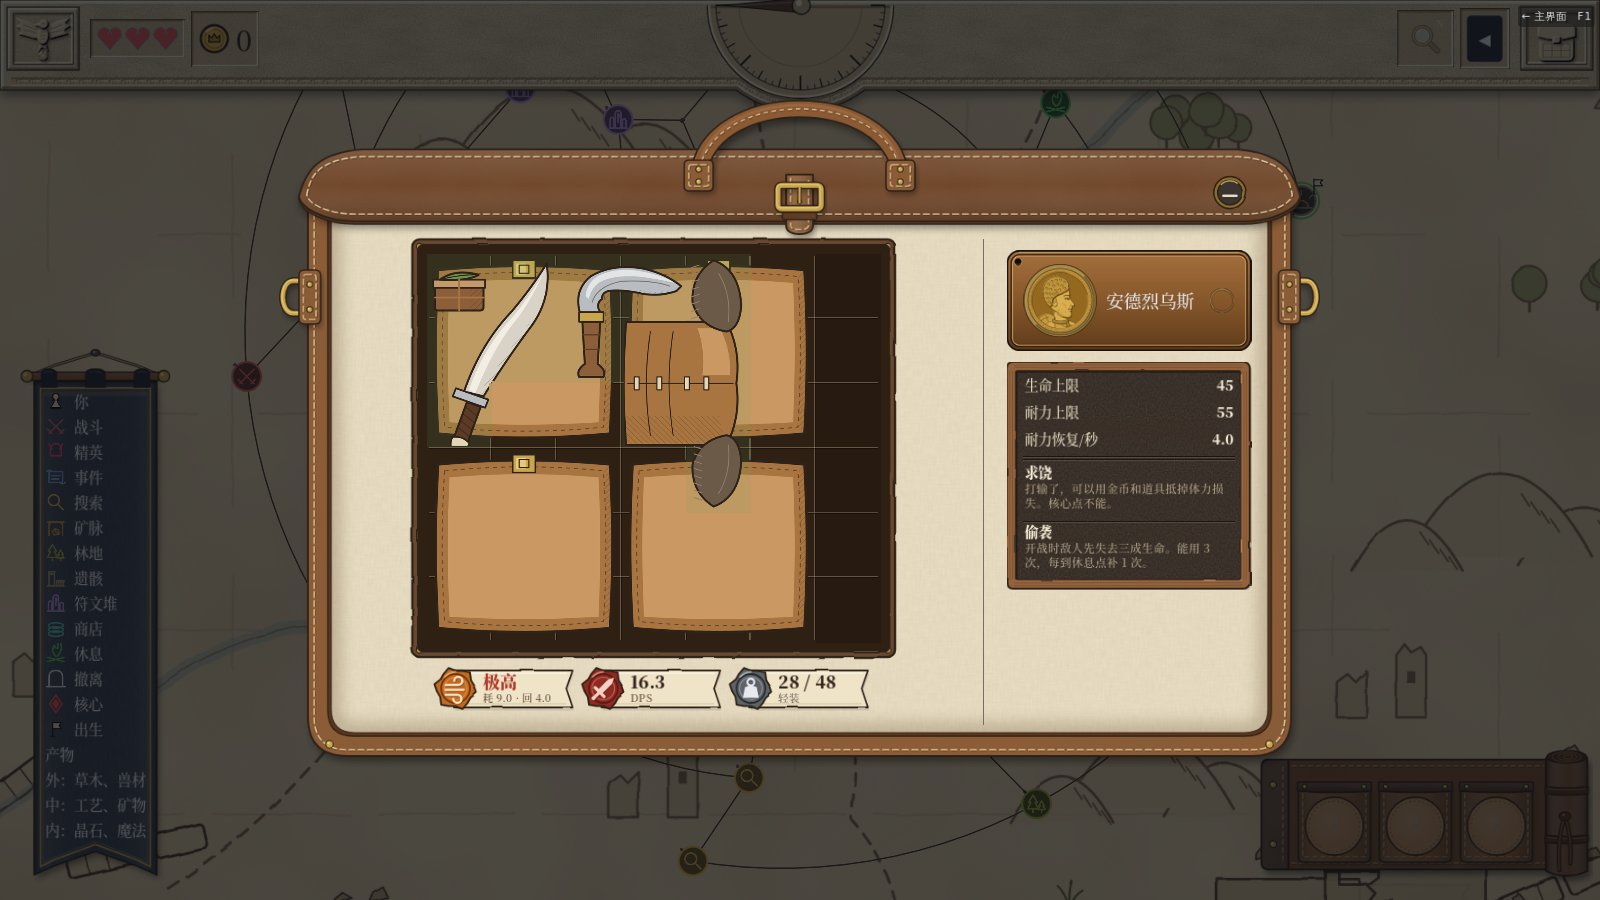 0
← 主界面 F1
安德烈乌斯
生命上限 45
耐力上限 55
耐力恢复/秒 4.0
求饶
打输了，可以用金币和道具抵掉体力损
失。核心点不能。
偷袭
开战时敌人先失去三成生命。能用 3
次，每到休息点补 1 次。
极高
耗 9.0 · 回 4.0
16.3
DPS
28 / 48
轻装
你
战斗
精英
事件
搜索
矿脉
林地
遗骸
符文堆
商店
休息
撤离
核心
出生
产物
外：草木、兽材
中：工艺、矿物
内：晶石、魔法